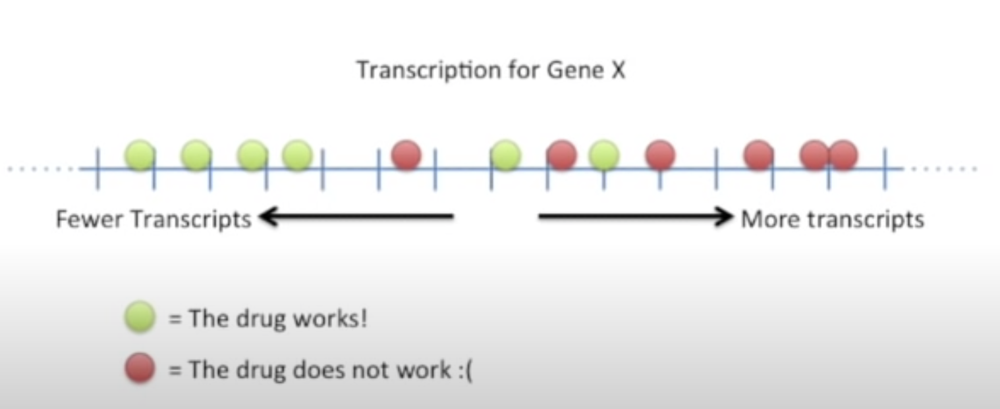 Transcription for Gene X
Fewer Transcripts
More transcripts
= The drug works!
= The drug does not work :(